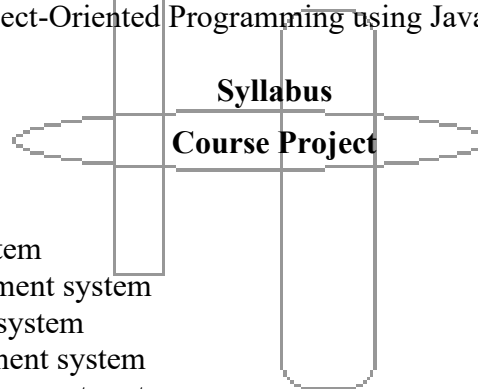 ect-Oriented Programming using Java
Syllabus
Course Project
tem
ment system
system
ment system